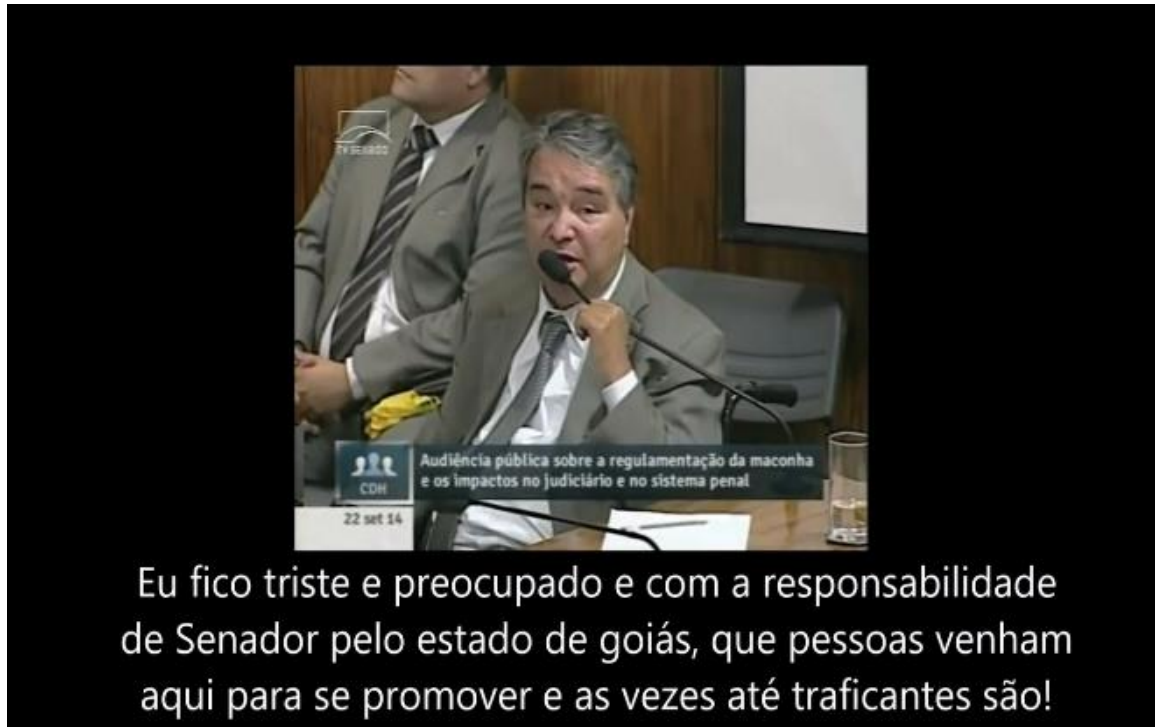 TV SENADO
Audiência pública sobre a regulamentação da maconha
e os impactos no judiciário e no sistema penal
CDH
22 set 14
Eu fico triste e preocupado e com a responsabilidade
de Senador pelo estado de goiás, que pessoas venham
aqui para se promover e as vezes até traficantes são!